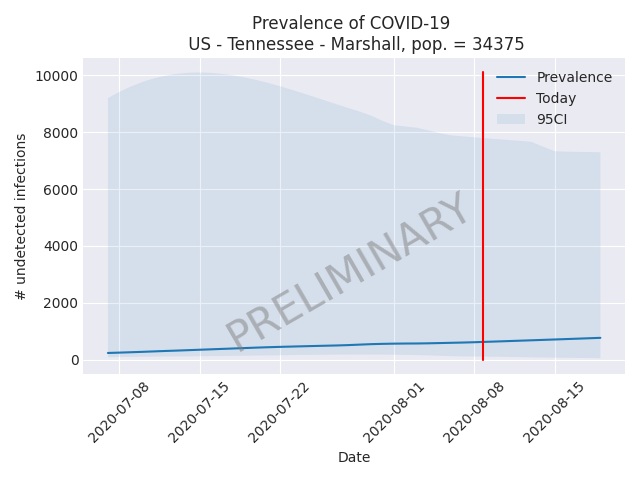 Prevalence of COVID-19
US - Tennessee - Marshall, pop. = 34375
10000
8000
6000
4000
2000
0
# undetected infections
Prevalence
Today
95CI
PRELIMINARY
2020-07-08
2020-07-15
2020-07-22
2020-08-01
2020-08-08
2020-08-15
Date